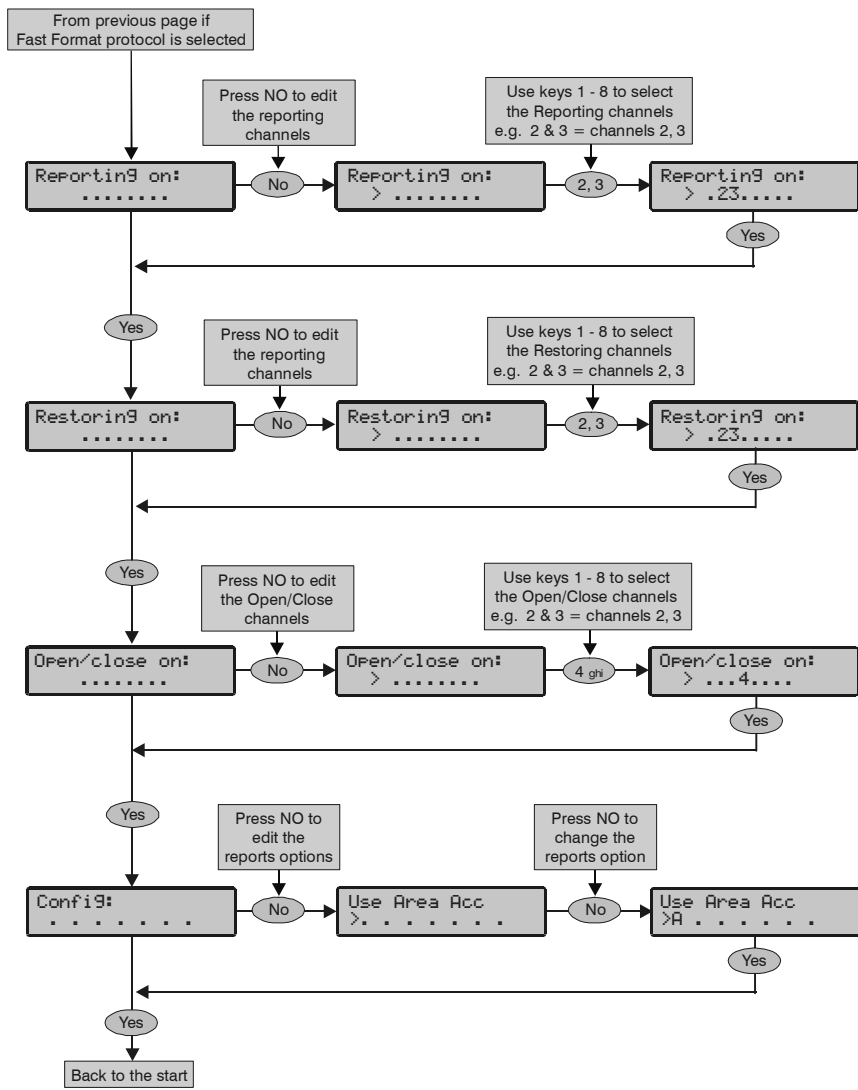 From previous page if
Fast Format protocol is selected
Press NO to edit
the reporting
channels
Use keys 1 - 8 to select
the Reporting channels
e.g. 2 & 3 = channels 2, 3
Reporting on:
........
No
Reporting on:
> ........
2, 3
Reporting on:
> .23.....
Yes
Yes
Press NO to edit
the reporting
channels
Use keys 1 - 8 to select
the Restoring channels
e.g. 2 & 3 = channels 2, 3
Restoring on:
........
No
Restoring on:
> ........
2, 3
Restoring on:
> .23.....
Yes
Yes
Press NO to edit
the Open/Close
channels
Use keys 1 - 8 to select
the Open/Close channels
e.g. 2 & 3 = channels 2, 3
Open/close on:
........
No
Open/close on:
> ........
4 ghi
Open/close on:
> ...4....
Yes
Yes
Press NO to
edit the
reports options
Press NO to
change the
reports option
Config:
. . . . . . .
No
Use Area Acc
>. . . . . . .
No
Use Area Acc
>A . . . . . .
Yes
Yes
Back to the start